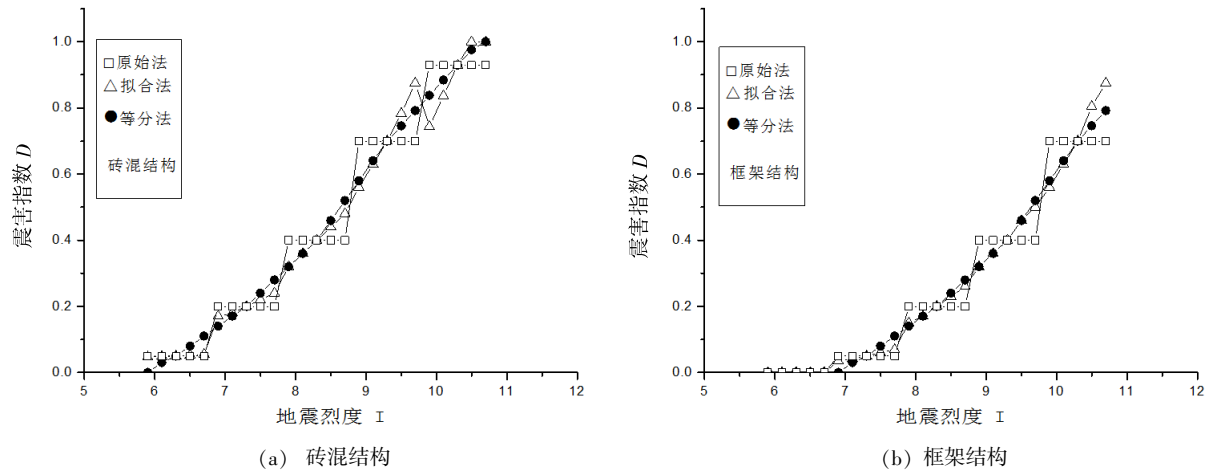 1.0
0.8
0.6
0.4
0.2
0.0
震害指数 D
□原始法
△拟合法
●等分法
砖混结构
5 6 7 8 9 10 11 12
地震烈度 I
(a) 砖混结构
1.0
0.8
0.6
0.4
0.2
0.0
震害指数 D
□原始法
△拟合法
●等分法
框架结构
5 6 7 8 9 10 11 12
地震烈度 I
(b) 框架结构